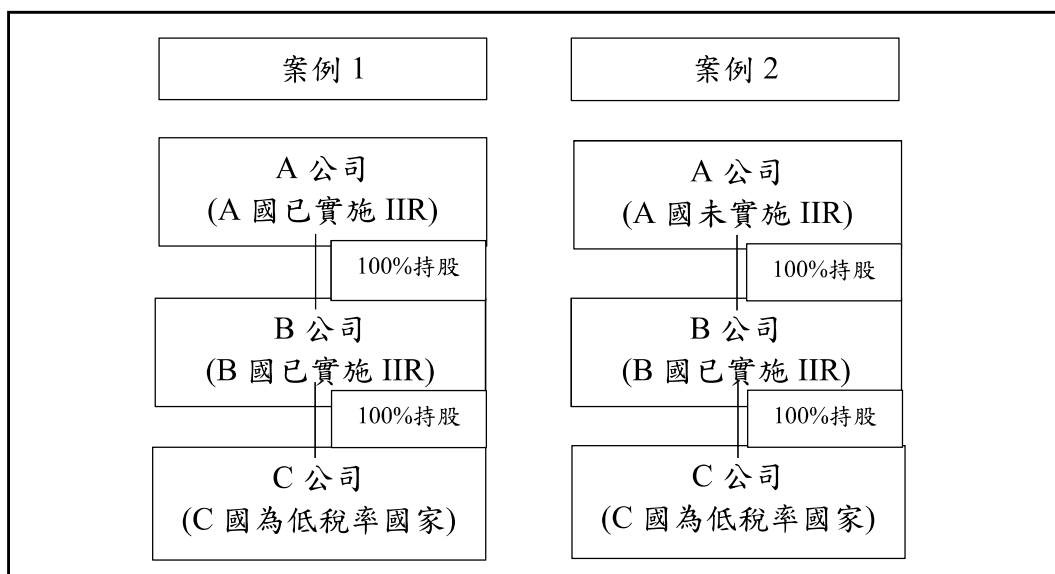 案例 1
A 公司
(A 國已實施 IIR)
100%持股
B 公司
(B 國已實施 IIR)
100%持股
C 公司
(C 國為低稅率國家)
案例 2
A 公司
(A 國未實施 IIR)
100%持股
B 公司
(B 國已實施 IIR)
100%持股
C 公司
(C 國為低稅率國家)